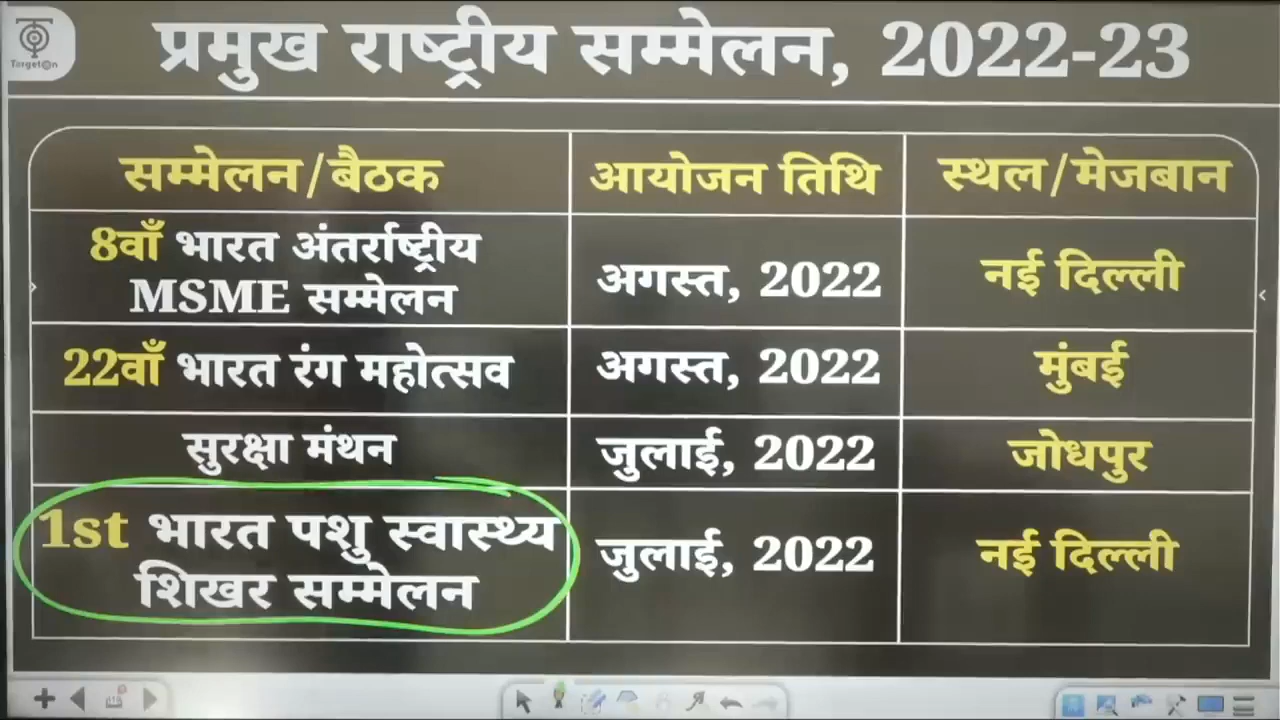 TargetOn
प्रमुख राष्ट्रीय सम्मेलन, 2022-23
सम्मेलन/बैठक आयोजन तिथि स्थल/मेजबान
8वाँ भारत अंतर्राष्ट्रीय
MSME सम्मेलन अगस्त, 2022 नई दिल्ली
22वाँ भारत रंग महोत्सव अगस्त, 2022 मुंबई
सुरक्षा मंथन जुलाई, 2022 जोधपुर
1st भारत पशु स्वास्थ्य
शिखर सम्मेलन जुलाई, 2022 नई दिल्ली